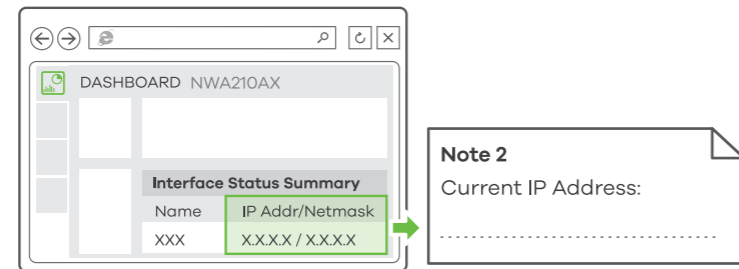 DASHBOARD NWA210AX
Interface Status Summary
Name IP Addr/Netmask
XXX X.X.X.X / X.X.X.X
Note 2
Current IP Address: